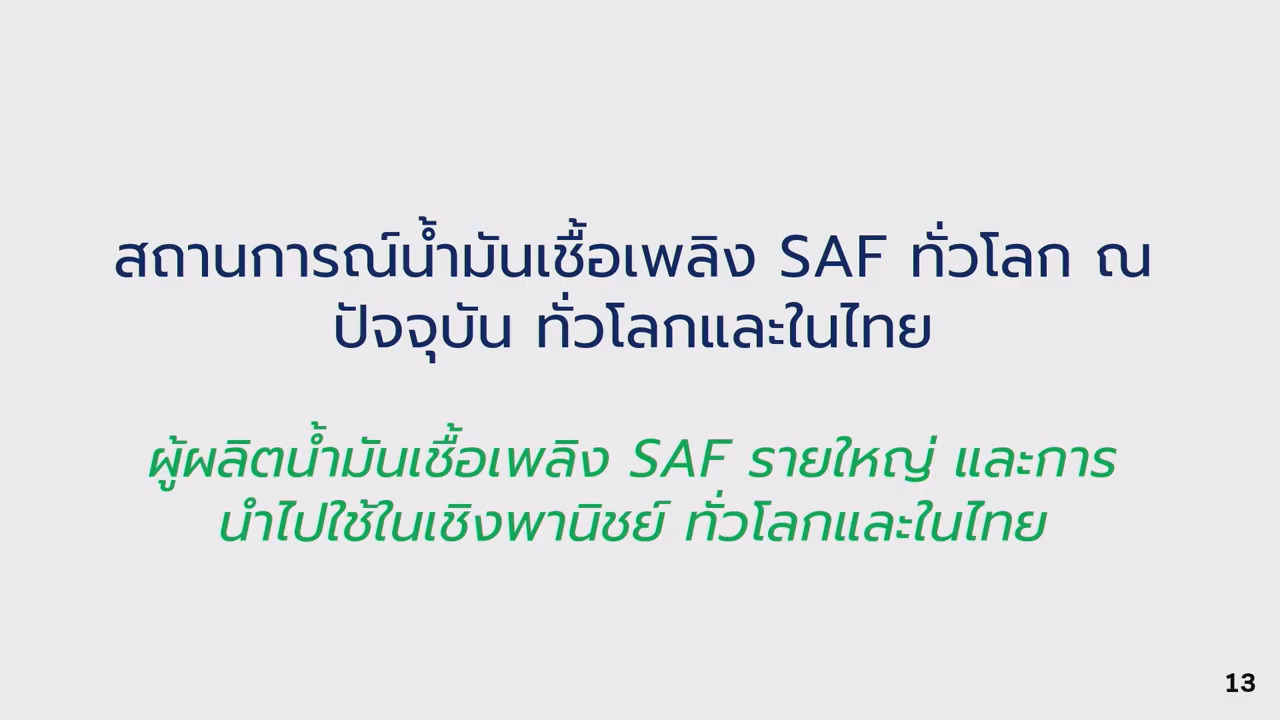 สถานการณ์น้ำมันเชื้อเพลิง SAF ทั่วโลก ณ
ปัจจุบัน ทั่วโลกและในไทย
ผู้ผลิตน้ำมันเชื้อเพลิง SAF รายใหญ่ และการ
นำไปใช้ในเชิงพานิชย์ ทั่วโลกและในไทย
13